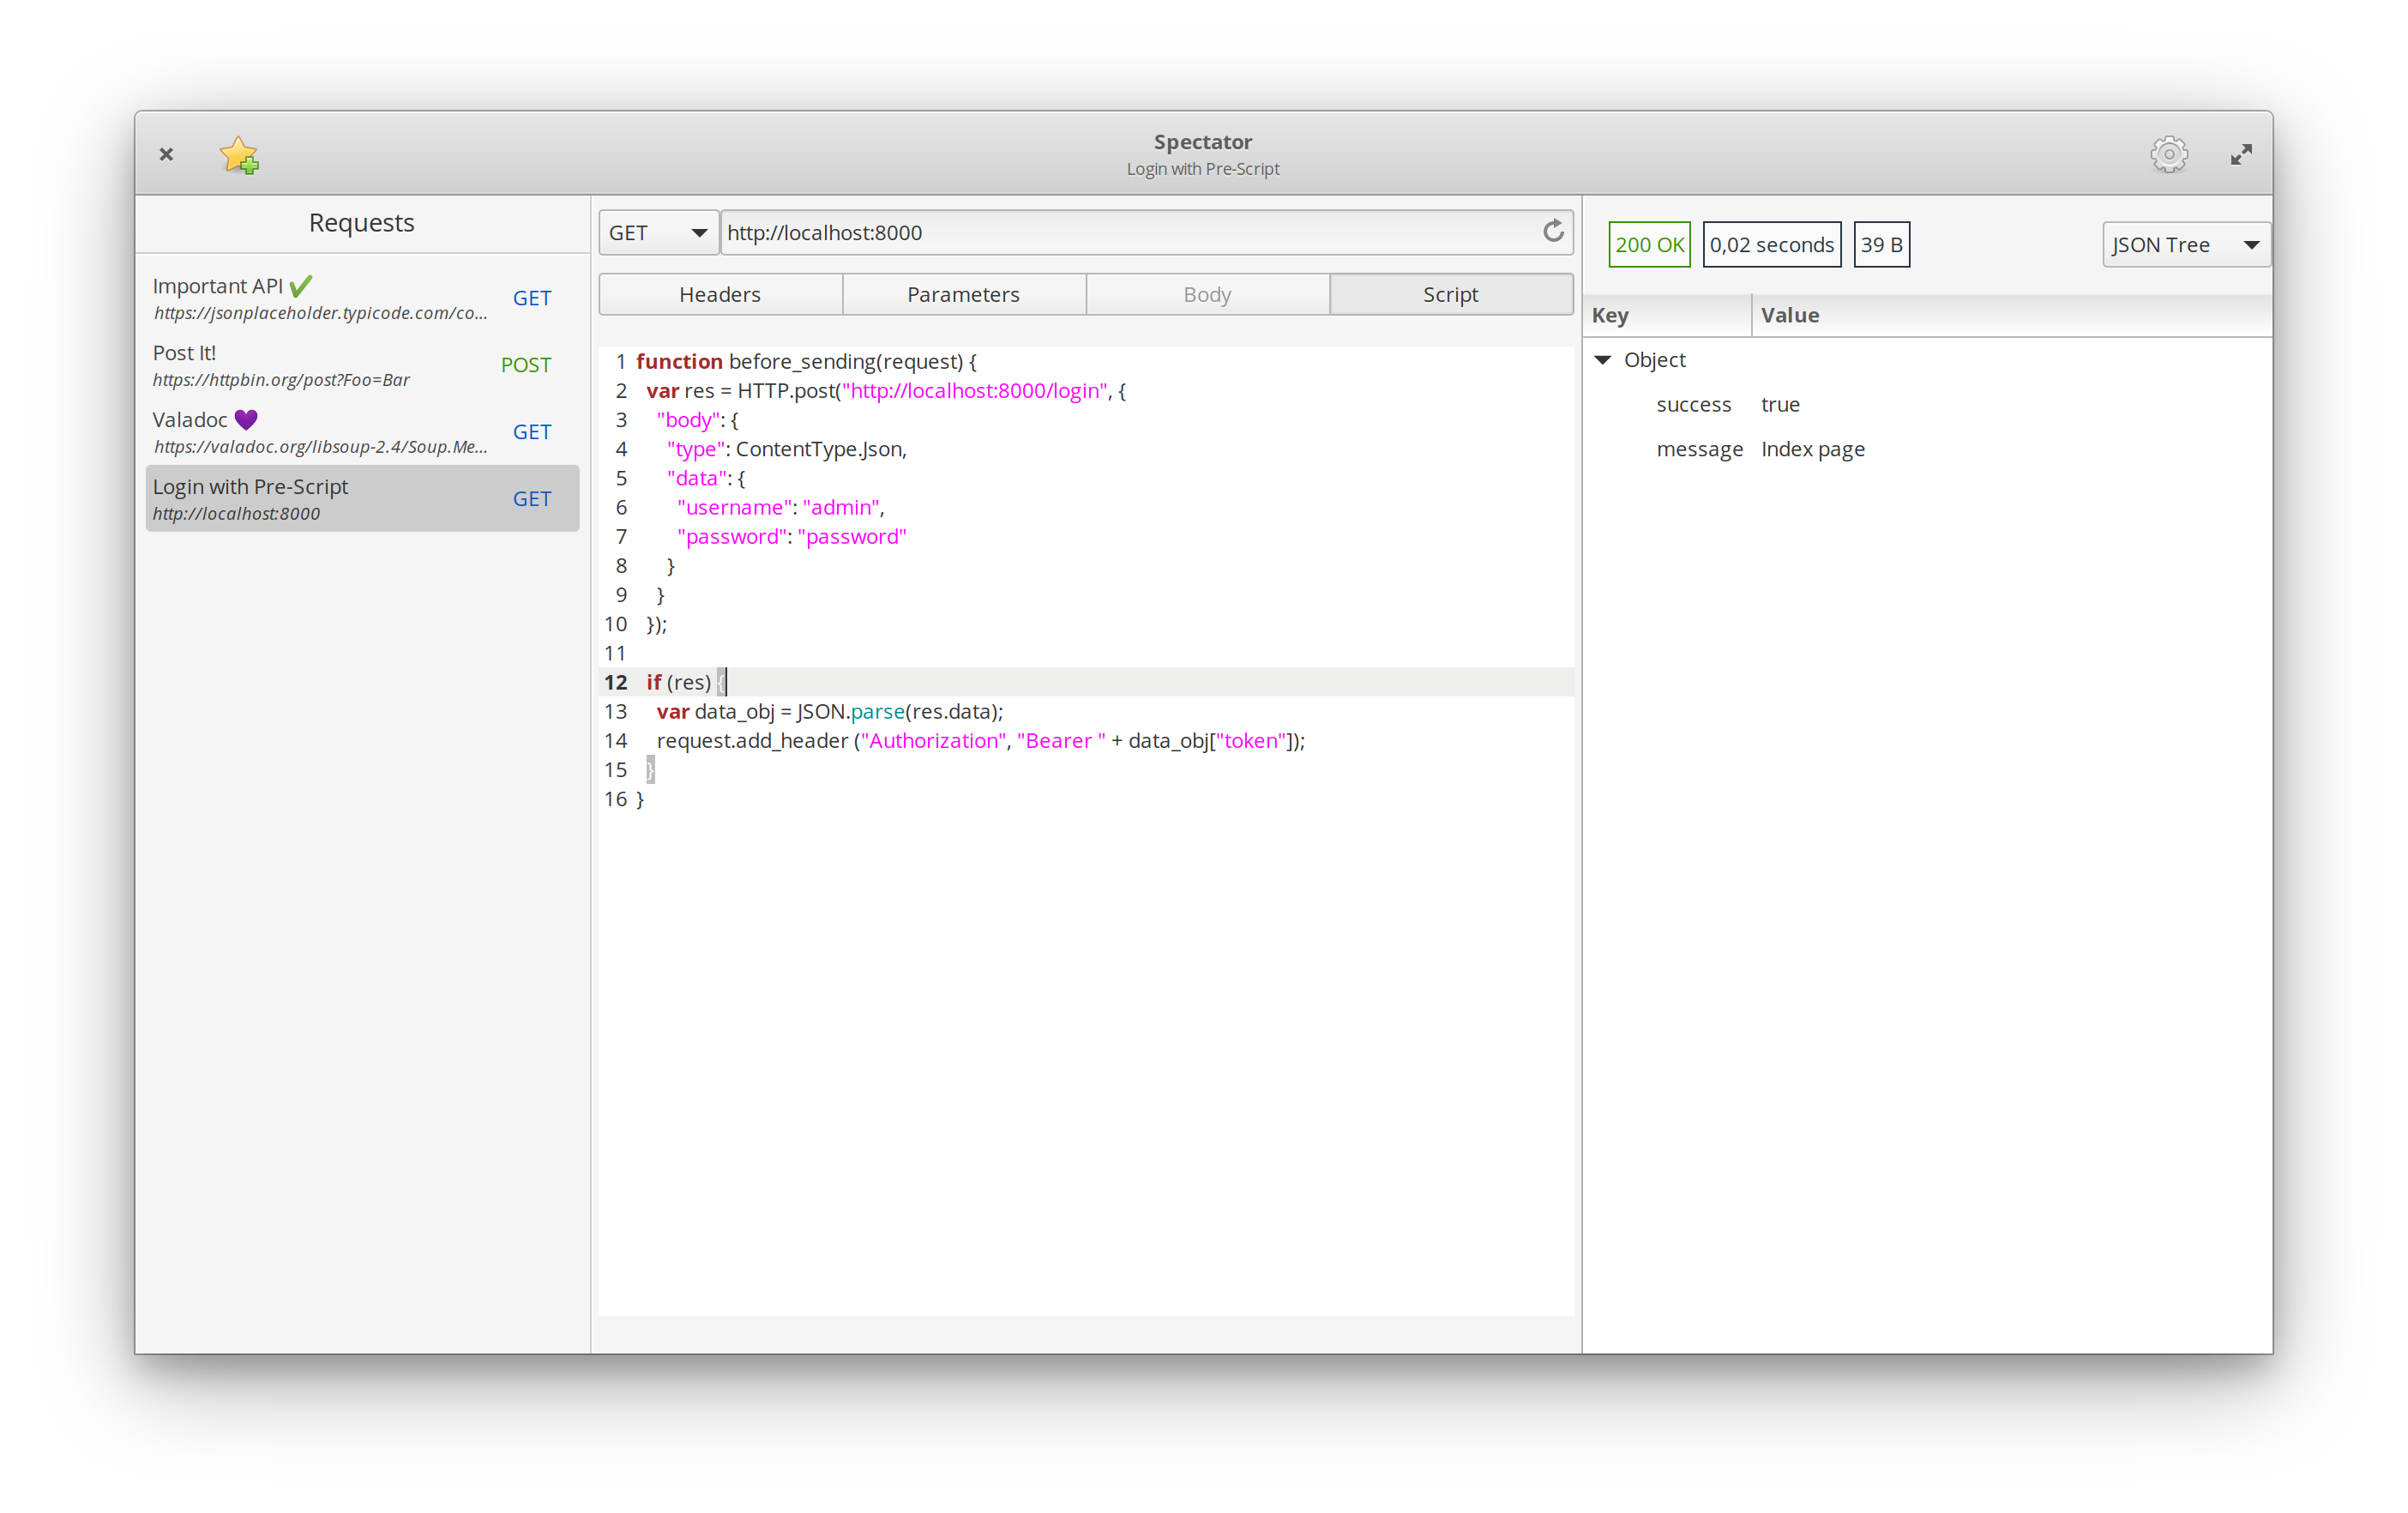 Spectator
Login with Pre-Script
Requests
Important API ✔
https://jsonplaceholder.typicode.com/co...
GET
Post It!
https://httpbin.org/post?Foo=Bar
POST
Valadoc 💜
https://valadoc.org/libsoup-2.4/Soup.Me...
GET
Login with Pre-Script
http://localhost:8000
GET
GET
http://localhost:8000
Headers
Parameters
Body
Script
1 function before_sending(request) {
2 var res = HTTP.post("http://localhost:8000/login", {
3 "body": {
4 "type": ContentType.Json,
5 "data": {
6 "username": "admin",
7 "password": "password"
8 }
9 }
10 });
11
12 if (res) {
13 var data_obj = JSON.parse(res.data);
14 request.add_header ("Authorization", "Bearer " + data_obj["token"]);
15 }
16 }
200 OK
0,02 seconds
39 B
JSON Tree
Key Value
Object
success true
message Index page